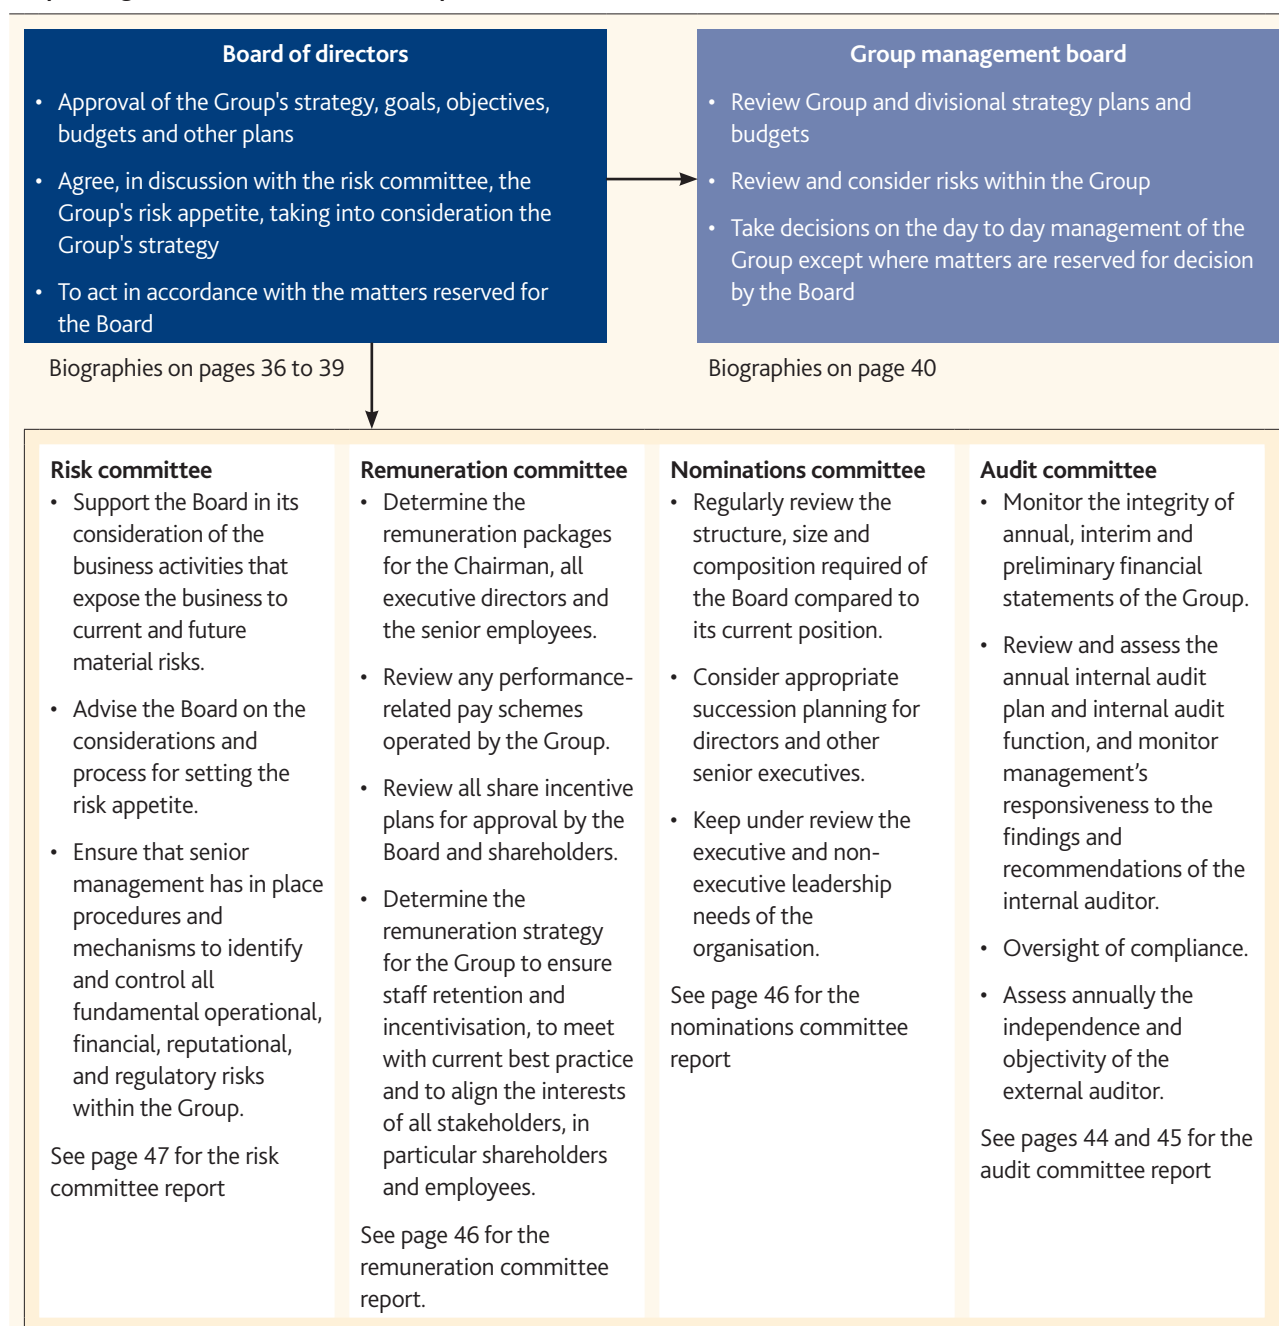 Board of directors
• Approval of the Group's strategy, goals, objectives,
budgets and other plans
• Agree, in discussion with the risk committee, the
Group's risk appetite, taking into consideration the
Group's strategy
• To act in accordance with the matters reserved for
the Board
Biographies on pages 36 to 39
Group management board
• Review Group and divisional strategy plans and
budgets
• Review and consider risks within the Group
• Take decisions on the day to day management of the
Group except where matters are reserved for decision
by the Board
Biographies on page 40
Risk committee
• Support the Board in its
consideration of the
business activities that
expose the business to
current and future
material risks.
• Advise the Board on the
considerations and
process for setting the
risk appetite.
• Ensure that senior
management has in place
procedures and
mechanisms to identify
and control all
fundamental operational,
financial, reputational,
and regulatory risks
within the Group.
See page 47 for the risk
committee report
Remuneration committee
• Determine the
remuneration packages
for the Chairman, all
executive directors and
the senior employees.
• Review any performance-
related pay schemes
operated by the Group.
• Review all share incentive
plans for approval by the
Board and shareholders.
• Determine the
remuneration strategy
for the Group to ensure
staff retention and
incentivisation, to meet
with current best practice
and to align the interests
of all stakeholders, in
particular shareholders
and employees.
See page 46 for the
remuneration committee
report.
Nominations committee
• Regularly review the
structure, size and
composition required of
the Board compared to
its current position.
• Consider appropriate
succession planning for
directors and other
senior executives.
• Keep under review the
executive and non-
executive leadership
needs of the
organisation.
See page 46 for the
nominations committee
report
Audit committee
• Monitor the integrity of
annual, interim and
preliminary financial
statements of the Group.
• Review and assess the
annual internal audit
plan and internal audit
function, and monitor
management’s
responsiveness to the
findings and
recommendations of the
internal auditor.
• Oversight of compliance.
• Assess annually the
independence and
objectivity of the
external auditor.
See pages 44 and 45 for the
audit committee report